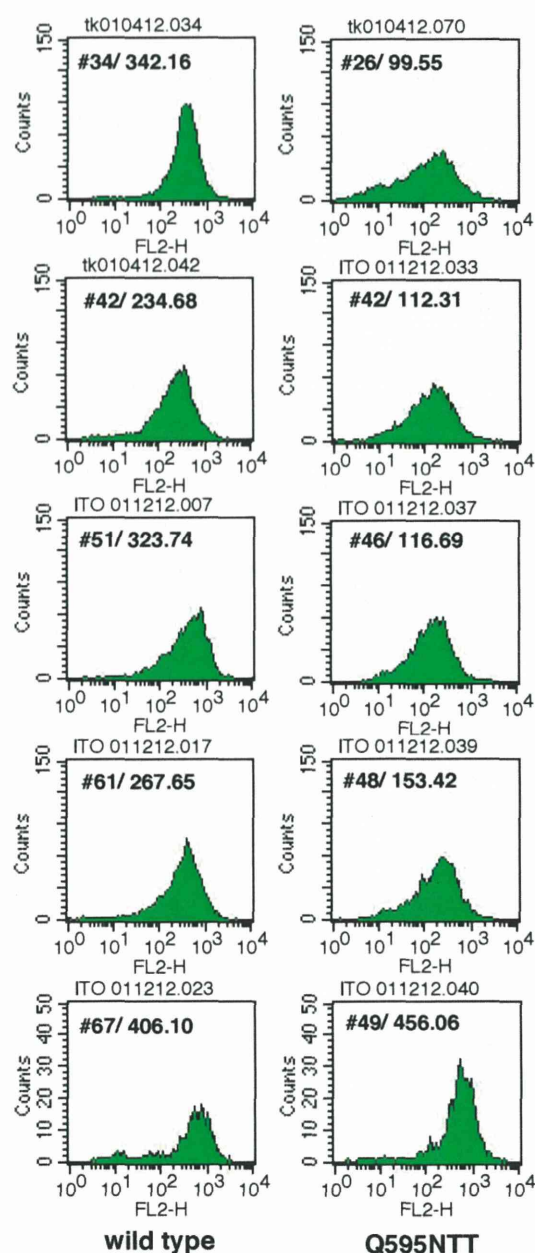 tk010412.034
150
#34/ 342.16
Counts
0
10^0 10^1 10^2 10^3 10^4
FL2-H
tk010412.070
150
#26/ 99.55
Counts
0
10^0 10^1 10^2 10^3 10^4
FL2-H
tk010412.042
150
#42/ 234.68
Counts
0
10^0 10^1 10^2 10^3 10^4
FL2-H
ITO 011212.033
150
#42/ 112.31
Counts
0
10^0 10^1 10^2 10^3 10^4
FL2-H
ITO 011212.007
150
#51/ 323.74
Counts
0
10^0 10^1 10^2 10^3 10^4
FL2-H
ITO 011212.037
150
#46/ 116.69
Counts
0
10^0 10^1 10^2 10^3 10^4
FL2-H
ITO 011212.017
150
#61/ 267.65
Counts
0
10^0 10^1 10^2 10^3 10^4
FL2-H
ITO 011212.039
150
#48/ 153.42
Counts
0
10^0 10^1 10^2 10^3 10^4
FL2-H
ITO 011212.023
50
40
30
20
10
0
#67/ 406.10
Counts
10^0 10^1 10^2 10^3 10^4
FL2-H
ITO 011212.040
50
40
30
20
10
0
#49/ 456.06
Counts
10^0 10^1 10^2 10^3 10^4
FL2-H
wild type
Q595NTT